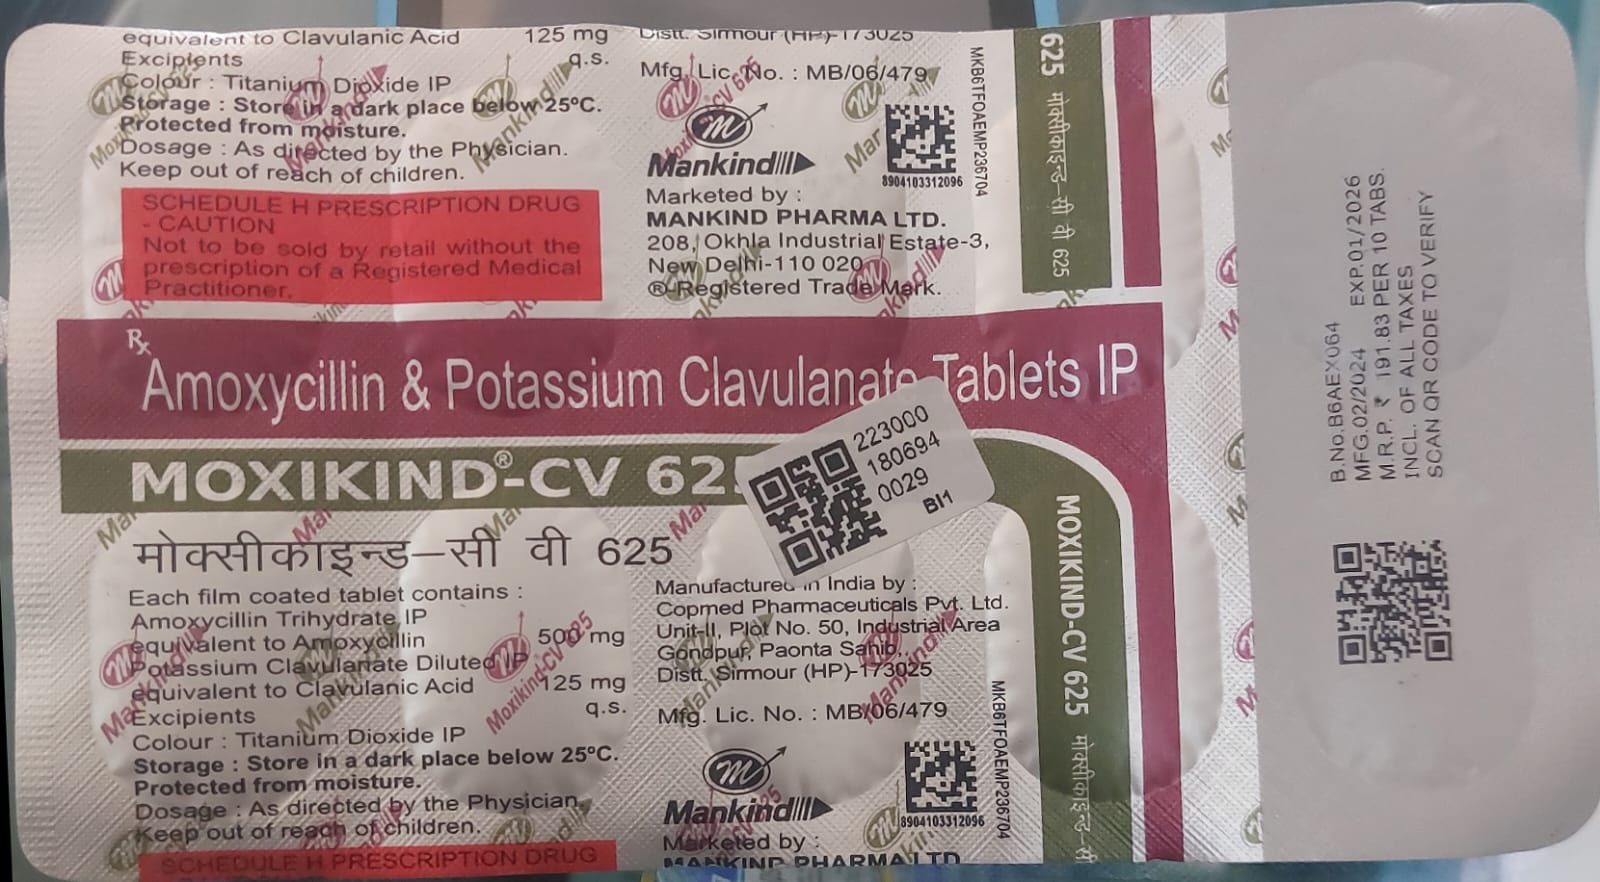 equivalent to Clavulanic Acid 125 mg
Excipients q.s.
Colour : Titanium Dioxide IP
Storage : Store in a dark place below 25°C.
Protected from moisture.
Dosage : As directed by the Physician.
Keep out of reach of children.
SCHEDULE H PRESCRIPTION DRUG
- CAUTION
Not to be sold by retail without the
prescription of a Registered Medical
Practitioner.
Distt. Sirmour (HP)-173025
Mfg. Lic. No. : MB/06/479
Mankind
8904103312096
MKB6TFOAEMP236704
Marketed by :
MANKIND PHARMA LTD.
208, Okhla Industrial Estate-3,
New Delhi-110 020
®-Registered Trade Mark.
625 मोक्सीकाइन्ड–सी वी 625
Rx
Amoxycillin & Potassium Clavulanate Tablets IP
MOXIKIND®-CV 625
223000
180694
0029
BI1
मोक्सीकाइन्ड–सी वी 625
Each film coated tablet contains :
Amoxycillin Trihydrate IP
equivalent to Amoxycillin 500 mg
Potassium Clavulanate Diluted IP
equivalent to Clavulanic Acid 125 mg
Excipients q.s.
Colour : Titanium Dioxide IP
Storage : Store in a dark place below 25°C.
Protected from moisture.
Dosage : As directed by the Physician.
Keep out of reach of children.
SCHEDULE H PRESCRIPTION DRUG
Manufactured in India by :
Copmed Pharmaceuticals Pvt. Ltd.
Unit-II, Plot No. 50, Industrial Area
Gondpur, Paonta Sahib,
Distt. Sirmour (HP)-173025
Mfg. Lic. No. : MB/06/479
Mankind
8904103312096
MKB6TFOAEMP236704
Marketed by :
MANKIND PHARMA LTD
MOXIKIND-CV 625 मोक्सीकाइन्ड–सी
B.No.B6AEX064
MFG.02/2024 EXP.01/2026
M.R.P. ₹ 191.83 PER 10 TABS.
INCL. OF ALL TAXES
SCAN QR CODE TO VERIFY